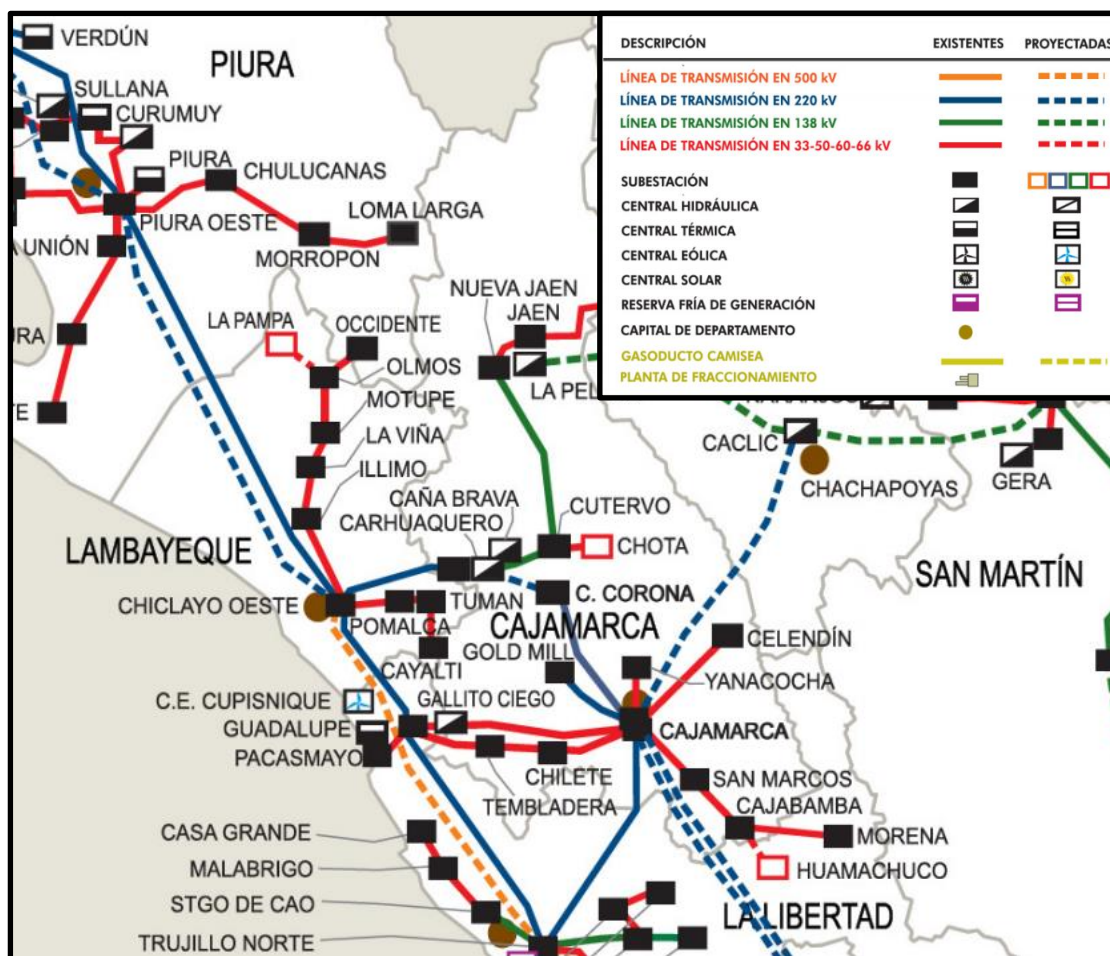 VERDÚN
PIURA
SULLANA
CURUMUY
PIURA
CHULUCANAS
LOMA LARGA
PIURA OESTE
UNIÓN
MORROPON
NUEVA JAEN
JAEN
LA PAMPA
OCCIDENTE
OLMOS
MOTUPE
LA VIÑA
ILLIMO
CAÑA BRAVA
CARHUAQUERO
CUTERVO
CHOTA
CACLIC
CHACHAPOYAS
GERA
LAMBAYEQUE
SAN MARTÍN
CHICLAYO OESTE
TUMAN
POMALCA
C. CORONA
CAJAMARCA
CAYALTI
GOLD MILL
CELENDÍN
YANACOCHA
C.E. CUPISNIQUE
GALLITO CIEGO
GUADALUPE
CAJAMARCA
PACASMAYO
CHILETE
TEMBLADERA
SAN MARCOS
CAJABAMBA
CASA GRANDE
MORENA
MALABRIGO
HUAMACHUCO
STGO DE CAO
LA LIBERTAD
TRUJILLO NORTE
DESCRIPCIÓN EXISTENTES PROYECTADAS
LÍNEA DE TRANSMISIÓN EN 500 kV
LÍNEA DE TRANSMISIÓN EN 220 kV
LÍNEA DE TRANSMISIÓN EN 138 kV
LÍNEA DE TRANSMISIÓN EN 33-50-60-66 kV
SUBESTACIÓN
CENTRAL HIDRÁULICA
CENTRAL TÉRMICA
CENTRAL EÓLICA
CENTRAL SOLAR
RESERVA FRÍA DE GENERACIÓN
CAPITAL DE DEPARTAMENTO
GASODUCTO CAMISEA
PLANTA DE FRACCIONAMIENTO